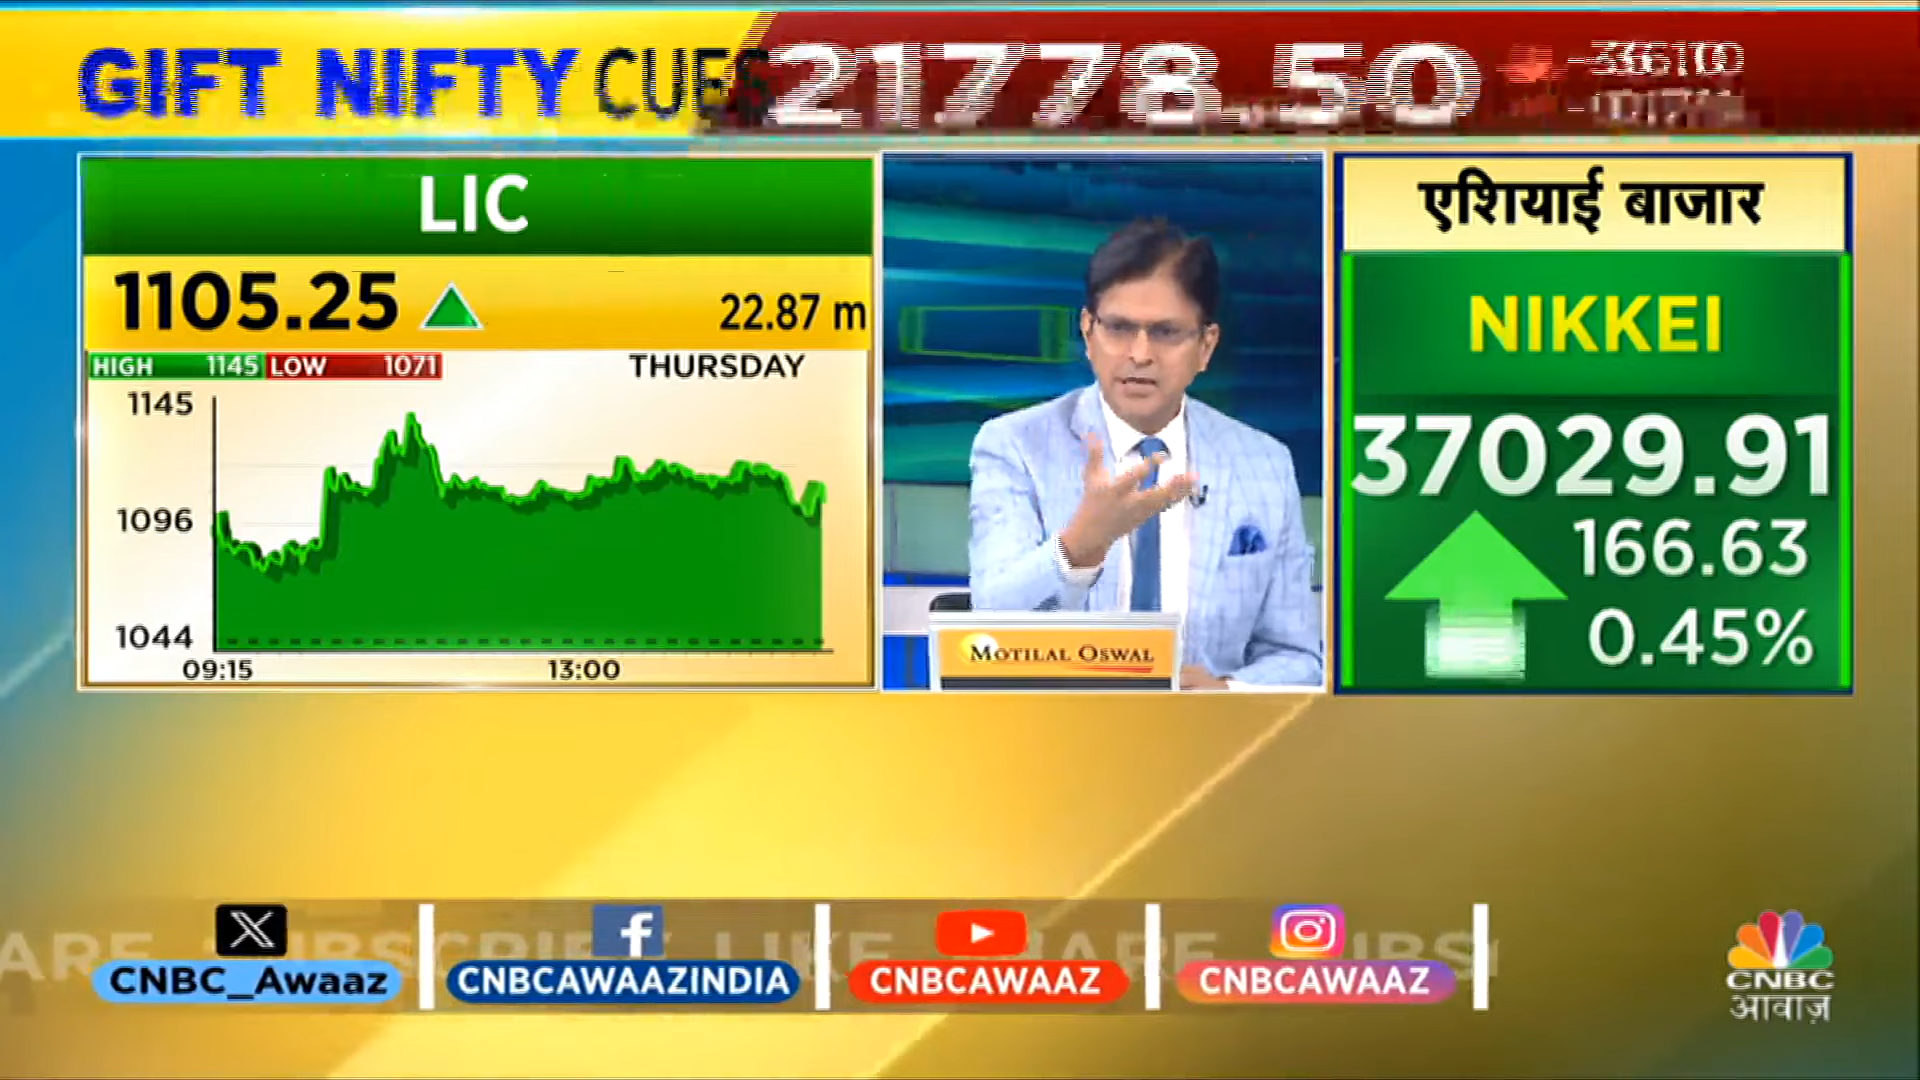 GIFT NIFTY CUES 21778.50
LIC
1105.25 22.87 m
HIGH 1145 LOW 1071 THURSDAY
1145
1096
1044
09:15 13:00
MOTILAL OSWAL
एशियाई बाजार
NIKKEI
37029.91
166.63
0.45%
LIKE
CNBC_Awaaz
CNBCAWAAZINDIA
CNBCAWAAZ
CNBCAWAAZ
CNBC
आवाज़